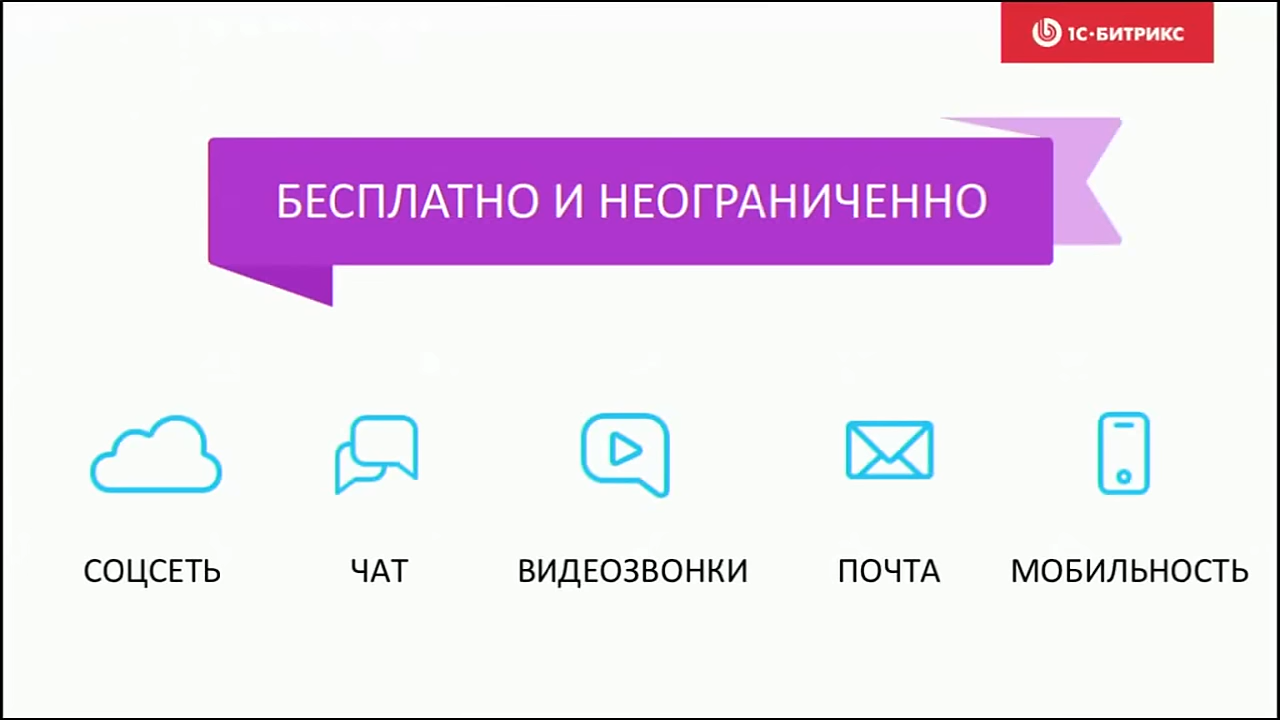 1С·БИТРИКС
БЕСПЛАТНО И НЕОГРАНИЧЕННО
СОЦСЕТЬ
ЧАТ
ВИДЕОЗВОНКИ
ПОЧТА
МОБИЛЬНОСТЬ